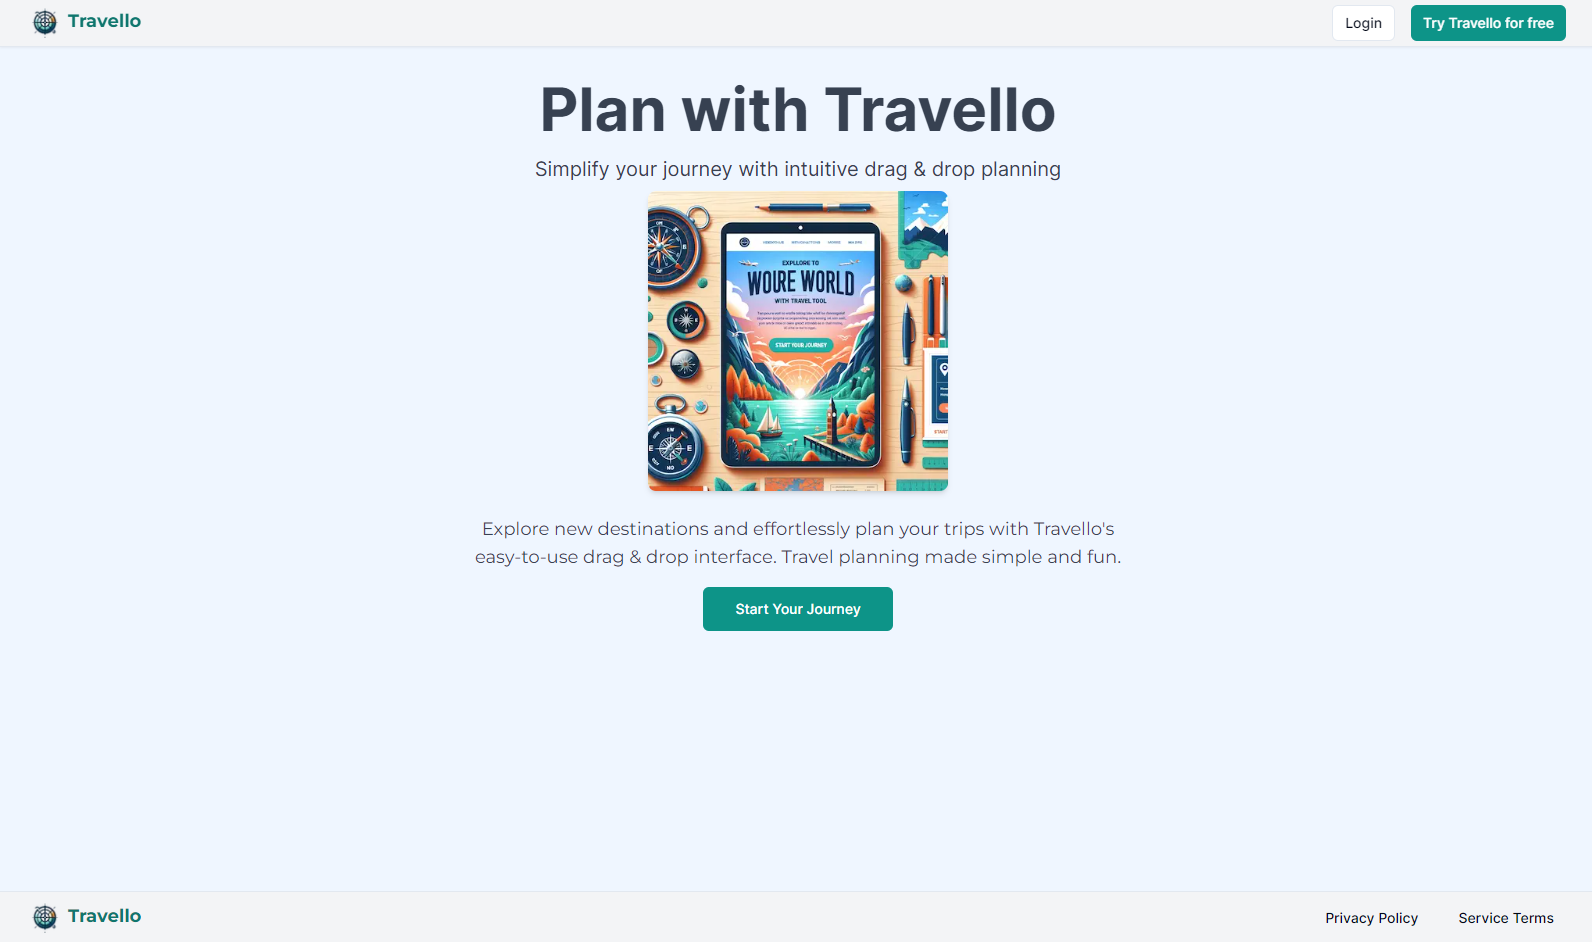 Travello
Login
Try Travello for free
Plan with Travello
Simplify your journey with intuitive drag & drop planning
EXPLLORE TO
WOIRE WORLD
WITH TRAVEL TOOL
START YOUR JOURNEY
Explore new destinations and effortlessly plan your trips with Travello's
easy-to-use drag & drop interface. Travel planning made simple and fun.
Start Your Journey
Travello
Privacy Policy
Service Terms